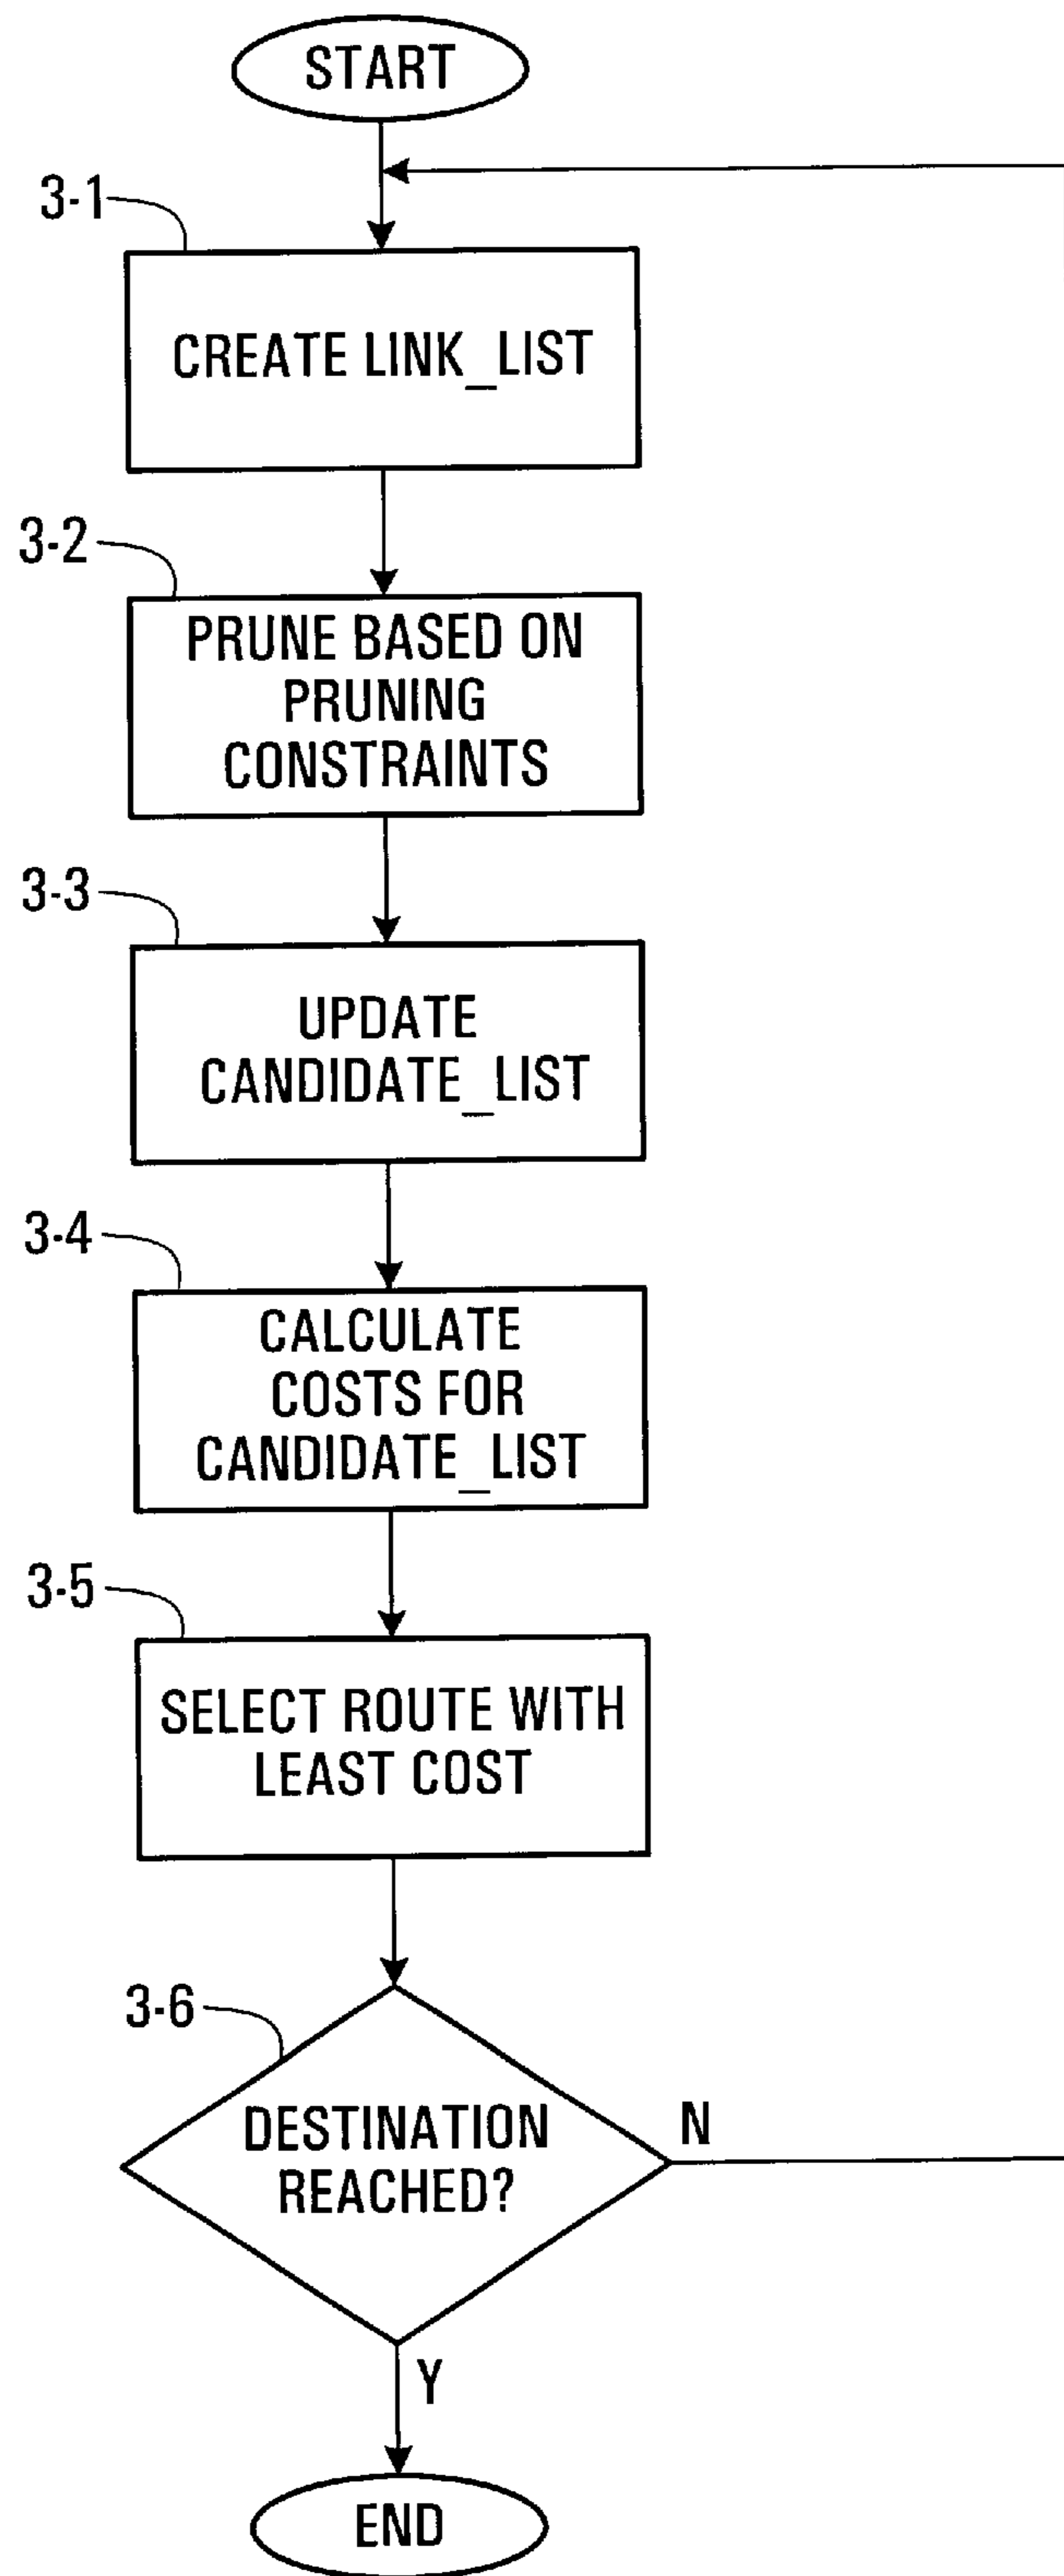 START
3-1
CREATE LINK_LIST
3-2
PRUNE BASED ON
PRUNING
CONSTRAINTS
3-3
UPDATE
CANDIDATE_LIST
3-4
CALCULATE
COSTS FOR
CANDIDATE_LIST
3-5
SELECT ROUTE WITH
LEAST COST
3-6
DESTINATION
REACHED?
N
Y
END